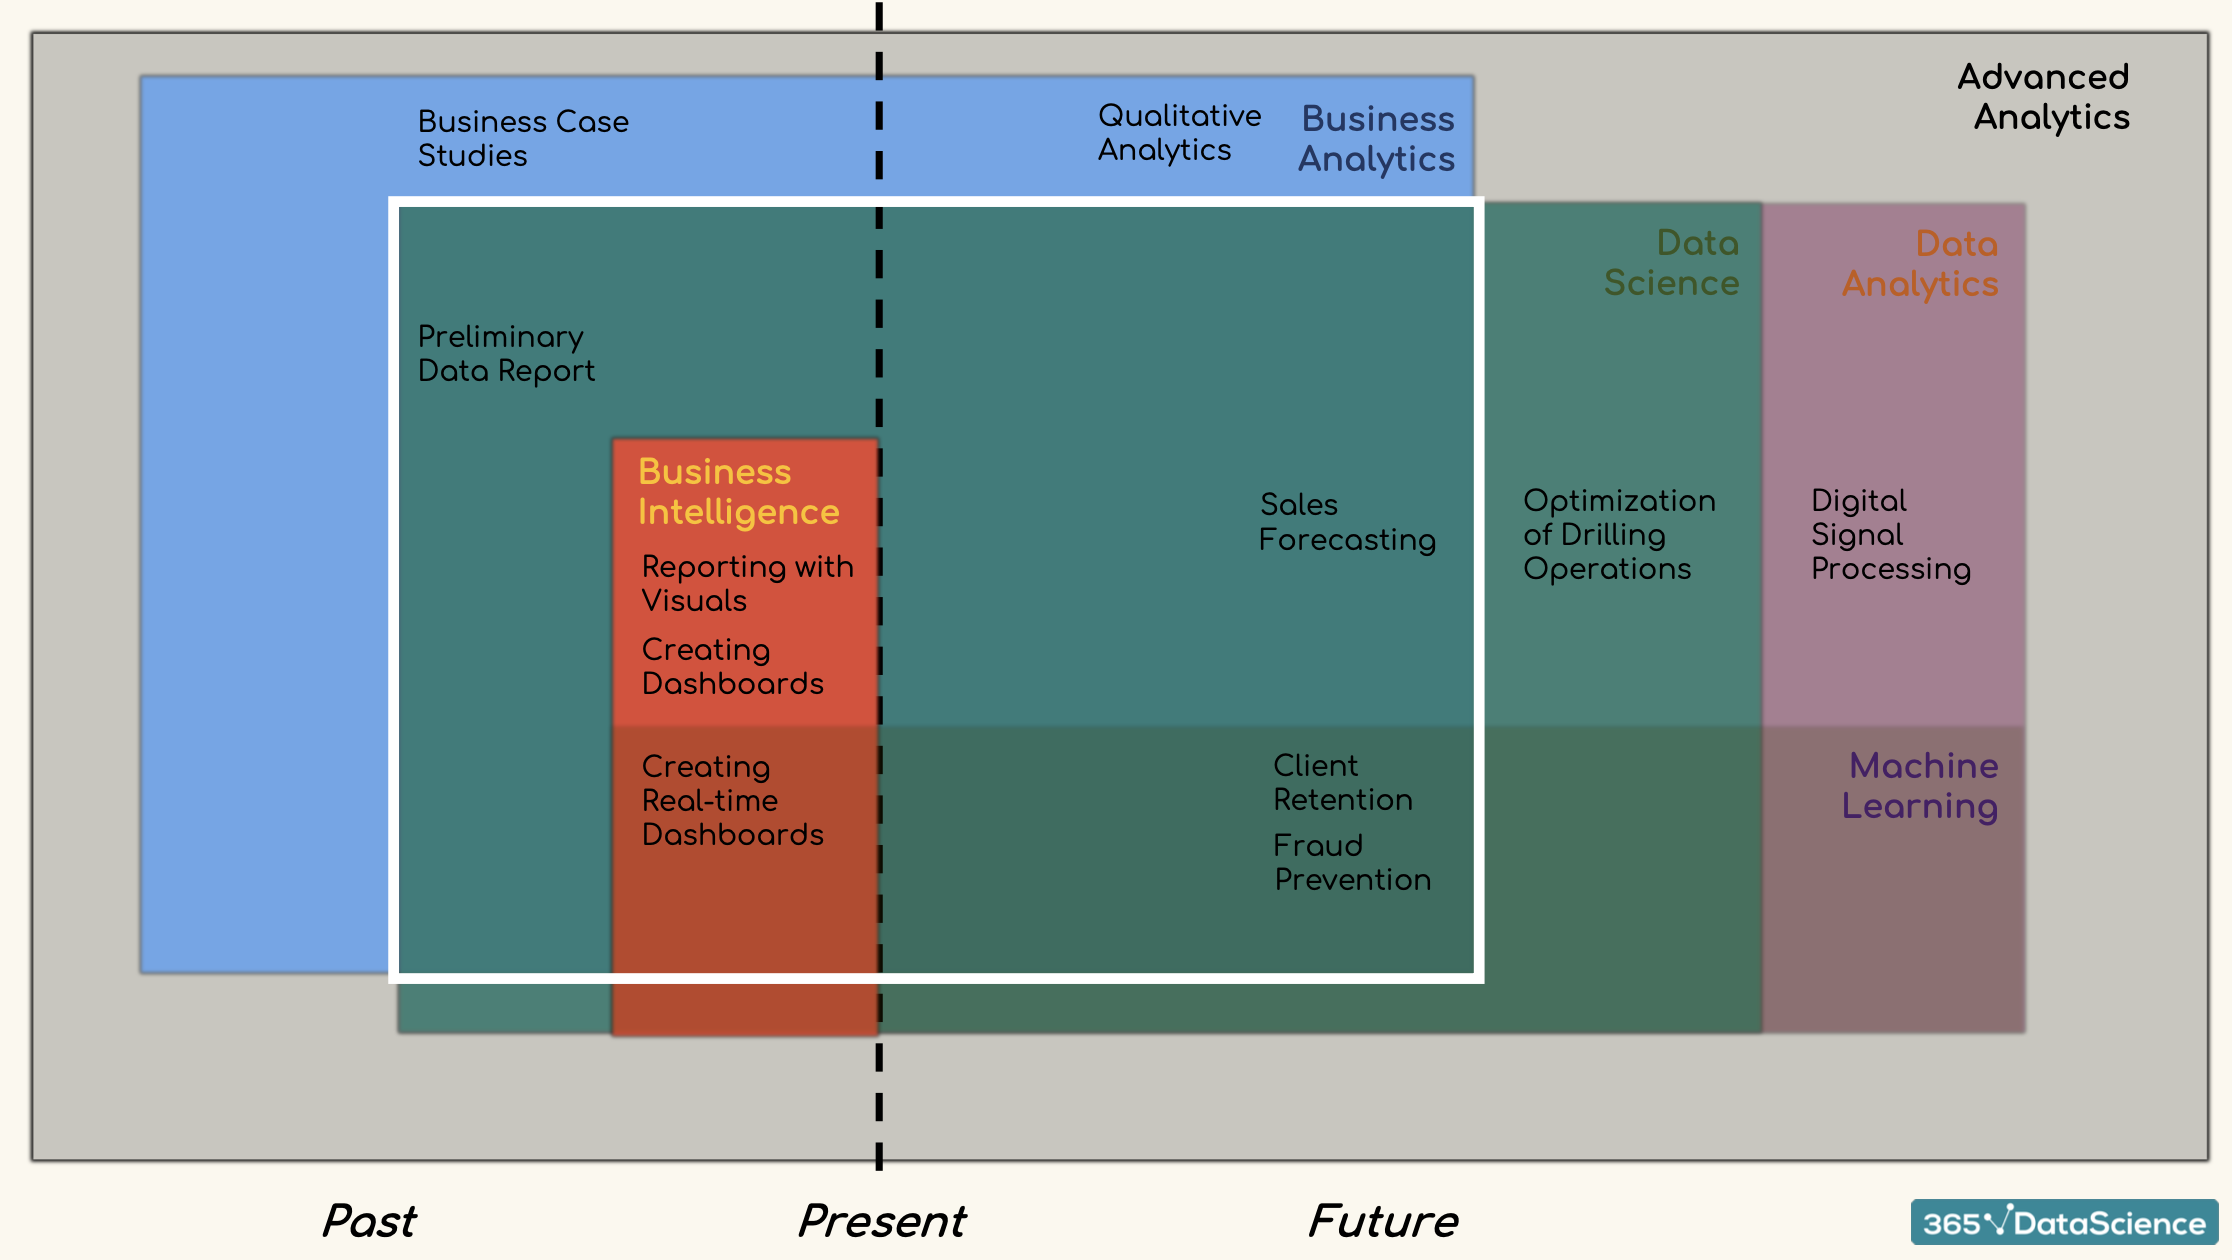 Advanced
Analytics
Business Case
Studies
Qualitative
Analytics
Business
Analytics
Data
Science
Data
Analytics
Preliminary
Data Report
Business
Intelligence
Reporting with
Visuals
Creating
Dashboards
Sales
Forecasting
Optimization
of Drilling
Operations
Digital
Signal
Processing
Creating
Real-time
Dashboards
Client
Retention
Fraud
Prevention
Machine
Learning
Past
Present
Future
365 DataScience